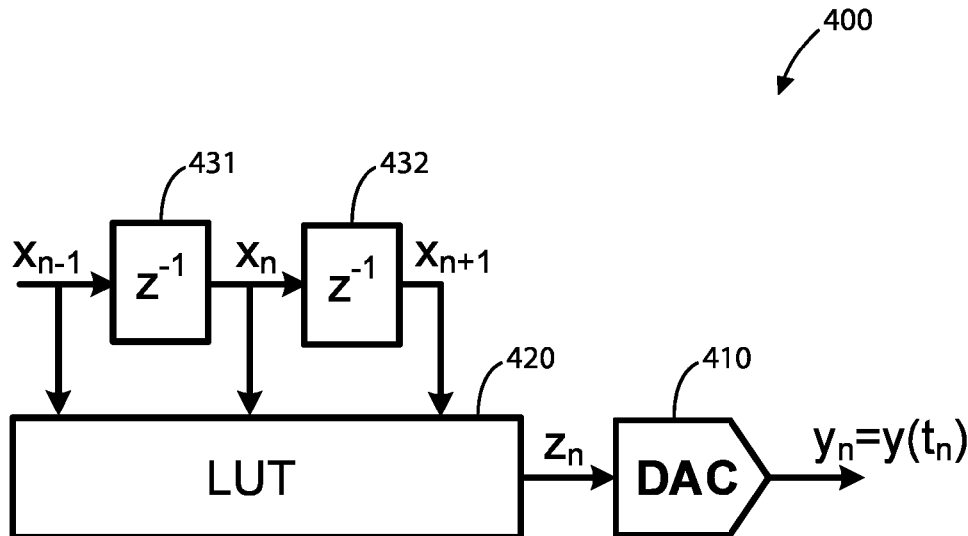 400
431
432
xₙ₋₁
z⁻¹
xₙ
z⁻¹
xₙ₊₁
420
410
LUT
zₙ
DAC
yₙ=y(tₙ)